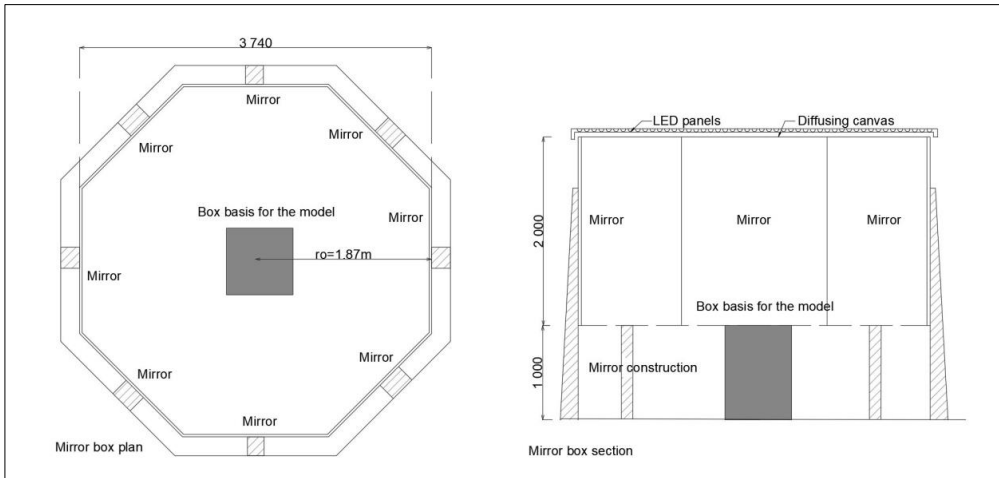 3 740
Mirror
Mirror
Mirror
Box basis for the model
Mirror
ro=1.87m
Mirror
Mirror
Mirror
Mirror
Mirror box plan
LED panels
Diffusing canvas
2 000
Mirror
Mirror
Mirror
Box basis for the model
1 000
Mirror construction
Mirror box section